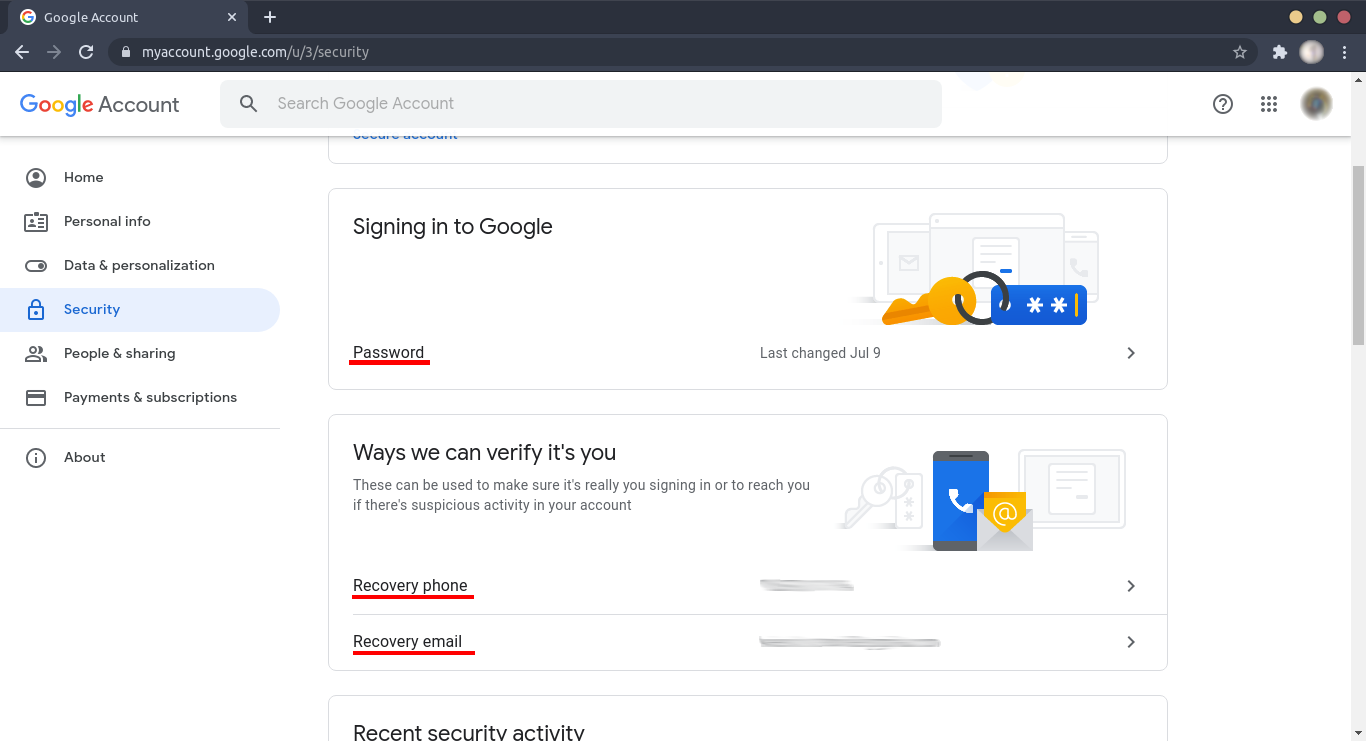 Google Account
myaccount.google.com/u/3/security
Google Account
Search Google Account
Secure account
Home
Personal info
Data & personalization
Security
People & sharing
Payments & subscriptions
About
Signing in to Google
Password
Last changed Jul 9
Ways we can verify it's you
These can be used to make sure it's really you signing in or to reach you
if there's suspicious activity in your account
Recovery phone
Recovery email
Recent security activity